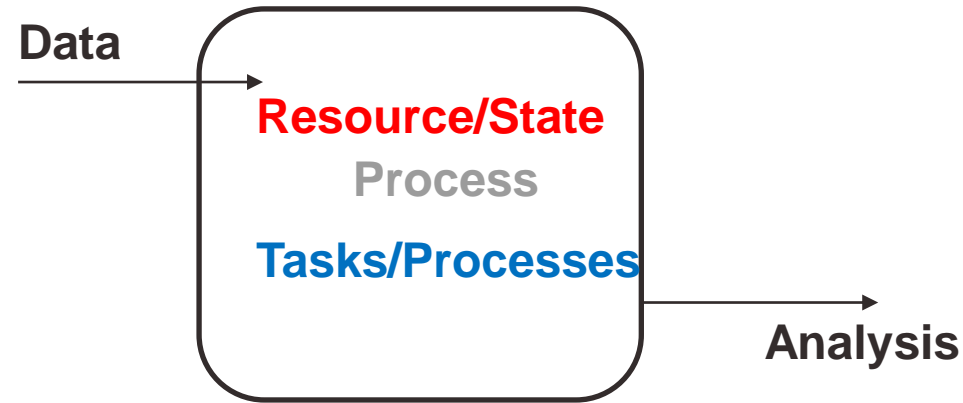 Data
Resource/State
Process
Tasks/Processes
Analysis